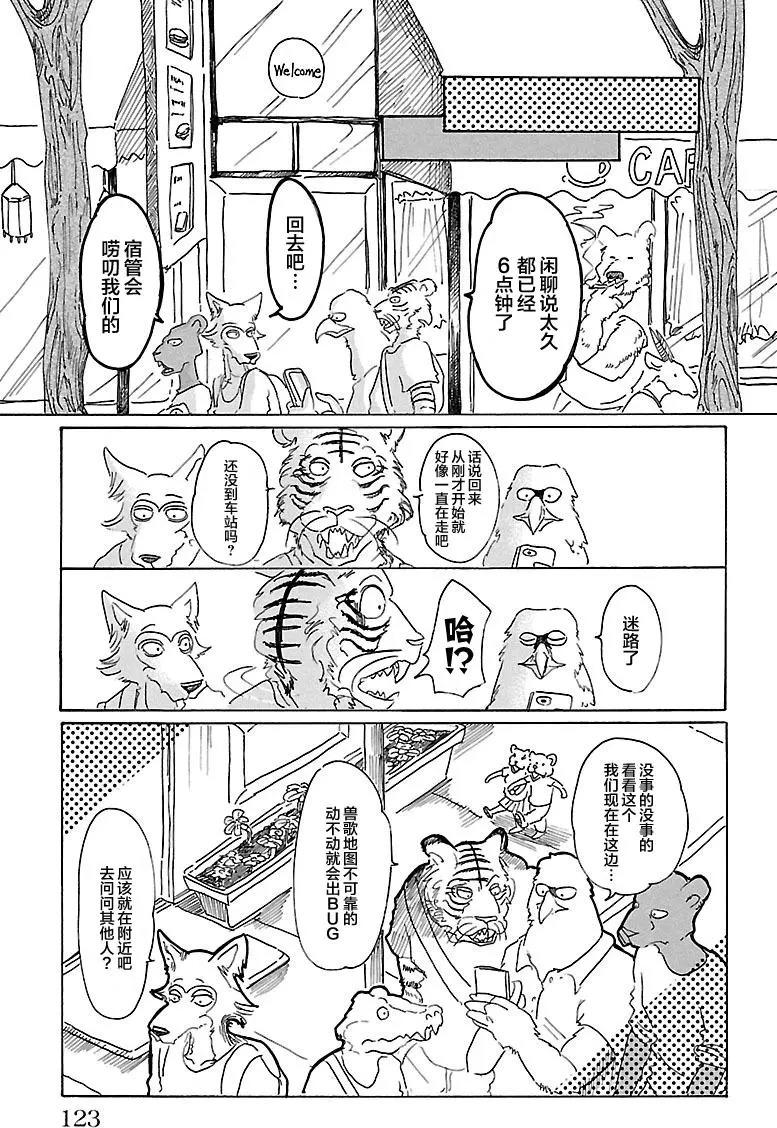 Welcome
CAF
闲聊说太久
都已经
6点钟了
回去吧…
宿管会
唠叨我们的
话说回来
从刚才开始就
好像一直在走吧
还没到车站吗？
迷路了
哈!?
没事的没事的
看看这个
我们现在在这边…
兽歌地图不可靠的
动不动就会出BUG
应该就在附近吧
去问问其他人？
123